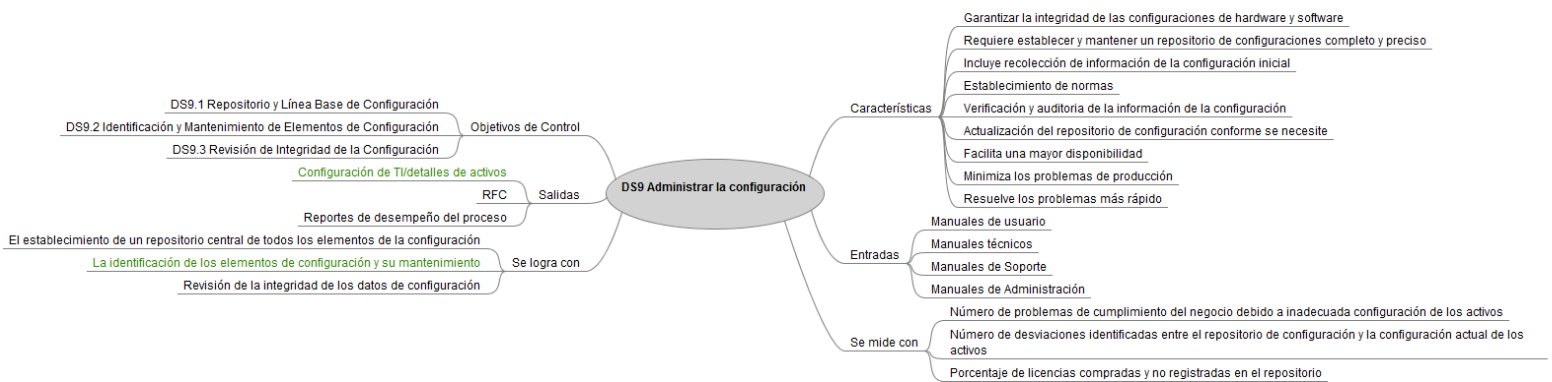 DS9 Administrar la configuración
Objetivos de Control
DS9.1 Repositorio y Línea Base de Configuración
DS9.2 Identificación y Mantenimiento de Elementos de Configuración
DS9.3 Revisión de Integridad de la Configuración
Salidas
Configuración de TI/detalles de activos
RFC
Reportes de desempeño del proceso
Se logra con
El establecimiento de un repositorio central de todos los elementos de la configuración
La identificación de los elementos de configuración y su mantenimiento
Revisión de la integridad de los datos de configuración
Características
Garantizar la integridad de las configuraciones de hardware y software
Requiere establecer y mantener un repositorio de configuraciones completo y preciso
Incluye recolección de información de la configuración inicial
Establecimiento de normas
Verificación y auditoria de la información de la configuración
Actualización del repositorio de configuración conforme se necesite
Facilita una mayor disponibilidad
Minimiza los problemas de producción
Resuelve los problemas más rápido
Entradas
Manuales de usuario
Manuales técnicos
Manuales de Soporte
Manuales de Administración
Se mide con
Número de problemas de cumplimiento del negocio debido a inadecuada configuración de los activos
Número de desviaciones identificadas entre el repositorio de configuración y la configuración actual de los
activos
Porcentaje de licencias compradas y no registradas en el repositorio